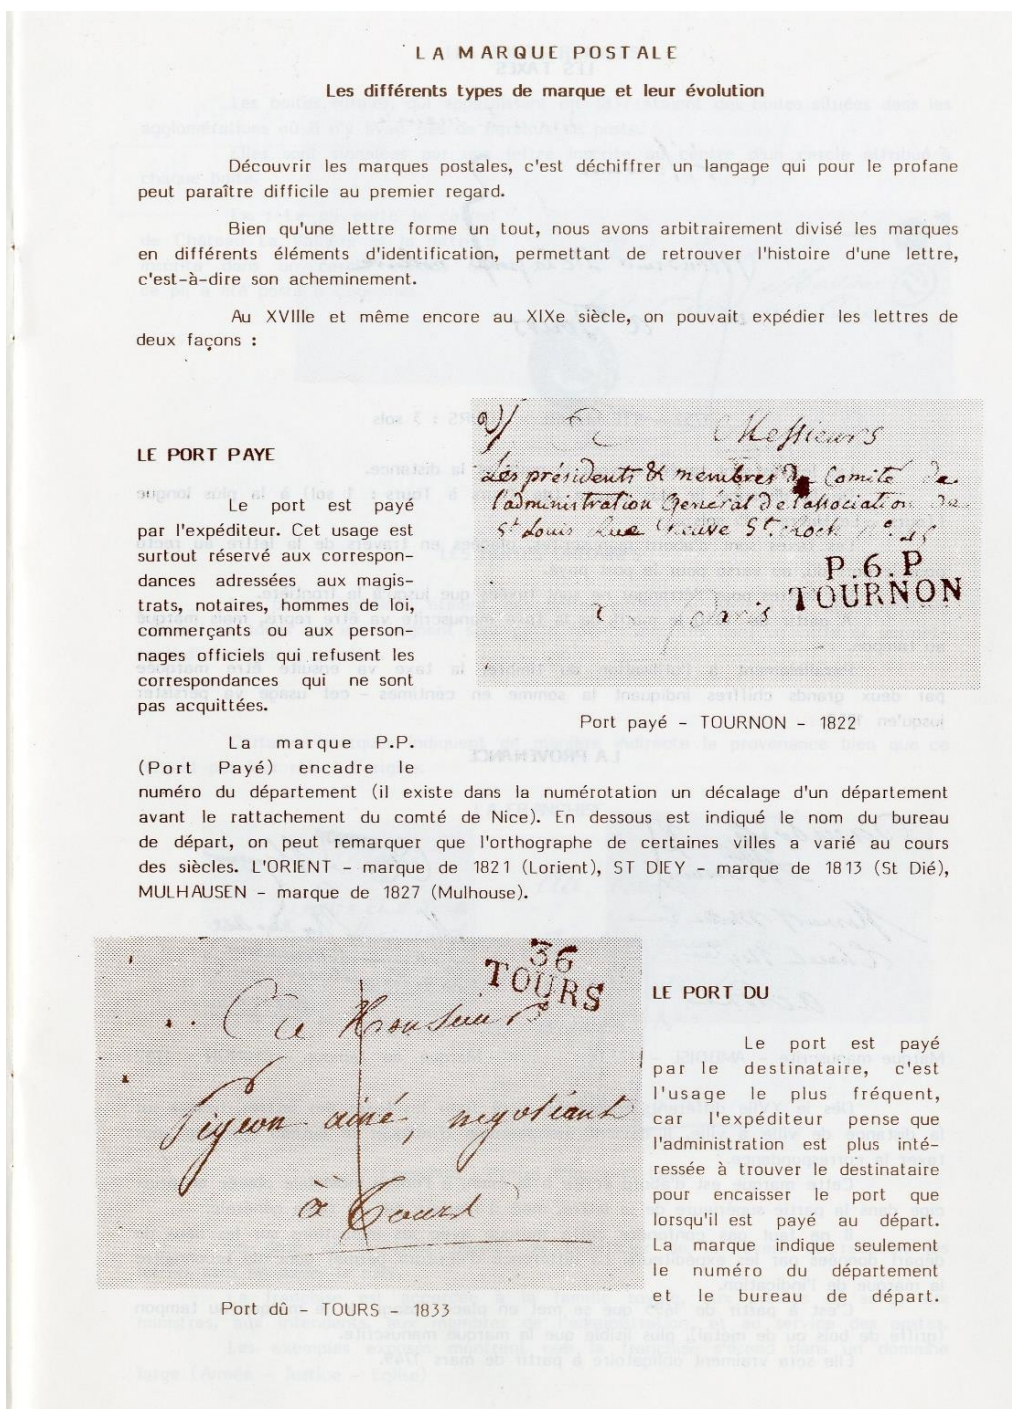 LA MARQUE POSTALE
Les différents types de marque et leur évolution
Découvrir les marques postales, c'est déchiffrer un langage qui pour le profane
peut paraître difficile au premier regard.
Bien qu'une lettre forme un tout, nous avons arbitrairement divisé les marques
en différents éléments d'identification, permettant de retrouver l'histoire d'une lettre,
c'est-à-dire son acheminement.
Au XVIIIe et même encore au XIXe siècle, on pouvait expédier les lettres de
deux façons :
LE PORT PAYE
Le port est payé
par l'expéditeur. Cet usage est
surtout réservé aux correspon-
dances adressées aux magis-
trats, notaires, hommes de loi,
commerçants ou aux person-
nages officiels qui refusent les
correspondances qui ne sont
pas acquittées.
Messieurs
Les présidents & membres du Comité de
l'administration General de l'association de
St. Louis Rue Neuve St. Roch n°
P.6.P
TOURNON
a paris
Port payé - TOURNON - 1822
La marque P.P.
(Port Payé) encadre le
numéro du département (il existe dans la numérotation un décalage d'un département
avant le rattachement du comté de Nice). En dessous est indiqué le nom du bureau
de départ, on peut remarquer que l'orthographe de certaines villes a varié au cours
des siècles. L'ORIENT - marque de 1821 (Lorient), ST DIEY - marque de 1813 (St Dié),
MULHAUSEN - marque de 1827 (Mulhouse).
36
TOURS
A Monsieur
Pigeon ainé, negotiant
à Tours
Port dû - TOURS - 1833
LE PORT DU
Le port est payé
par le destinataire, c'est
l'usage le plus fréquent,
car l'expéditeur pense que
l'administration est plus inté-
ressée à trouver le destinataire
pour encaisser le port que
lorsqu'il est payé au départ.
La marque indique seulement
le numéro du département
et le bureau de départ.